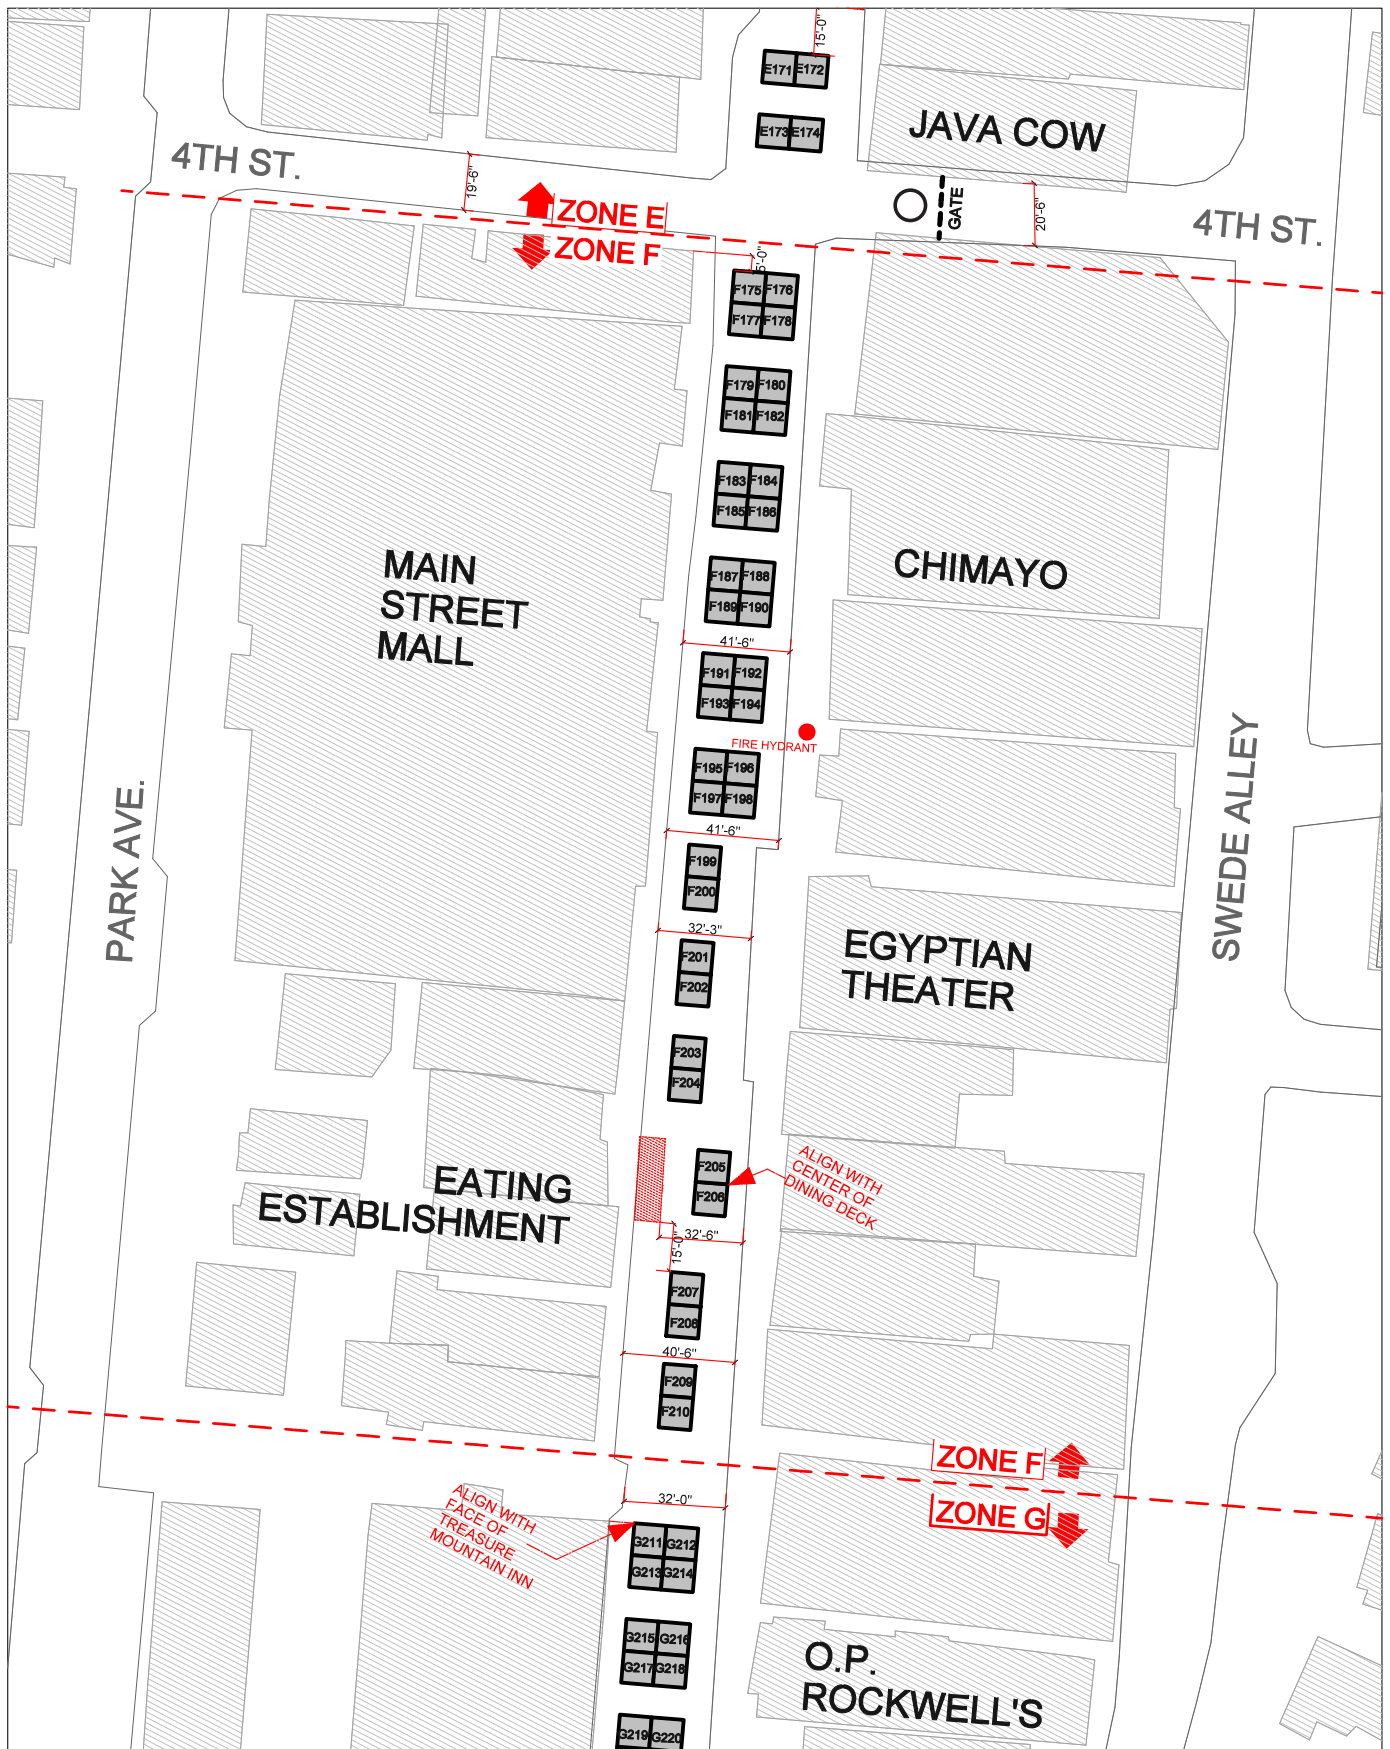 15'-0"
E171 E172
E173 E174
JAVA COW
4TH ST.
19'-6"
ZONE E
ZONE F
GATE
20'-6"
4TH ST.
5'-0"
F175 F176
F177 F178
F179 F180
F181 F182
F183 F184
F185 F186
MAIN
STREET
MALL
CHIMAYO
F187 F188
F189 F190
41'-6"
F191 F192
F193 F194
FIRE HYDRANT
F195 F196
F197 F198
41'-6"
PARK AVE.
SWEDE ALLEY
F199
F200
32'-3"
EGYPTIAN
THEATER
F201
F202
F203
F204
F205
F206
ALIGN WITH
CENTER OF
DINING DECK
EATING
ESTABLISHMENT
32'-6"
15'-0"
F207
F208
40'-6"
F209
F210
ZONE F
ZONE G
32'-0"
ALIGN WITH
FACE OF
TREASURE
MOUNTAIN INN
G211 G212
G213 G214
G215 G216
G217 G218
O.P.
ROCKWELL'S
G219 G220